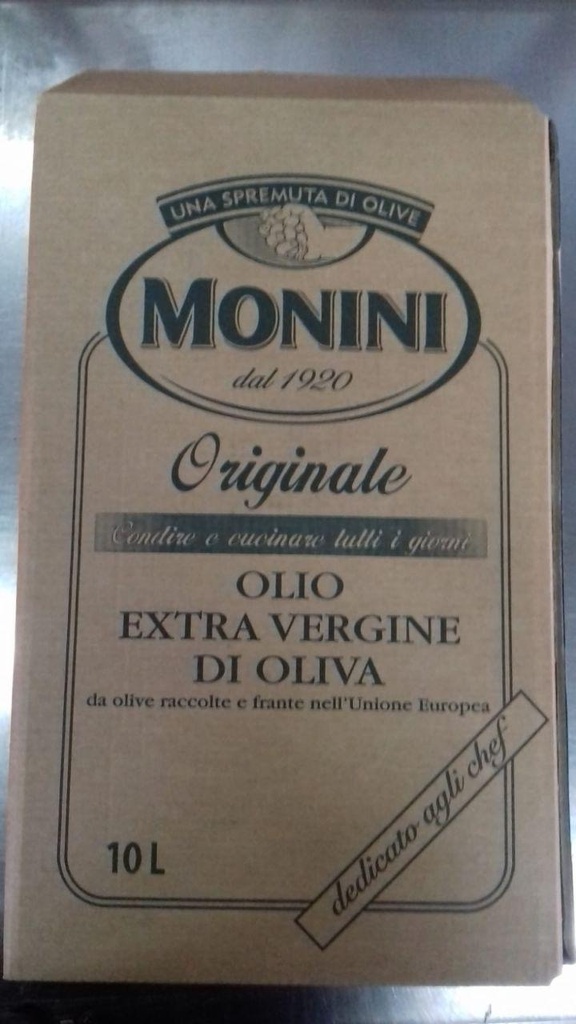 UNA SPREMUTA DI OLIVE
MONINI
dal 1920
Originale
Condire e cucinare tutti i giorni
OLIO
EXTRA VERGINE
DI OLIVA
da olive raccolte e frante nell'Unione Europea
dedicato agli chef
10 L